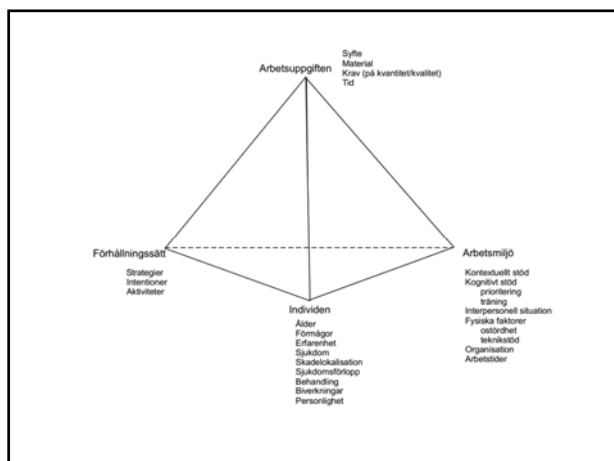 Arbetsuppgiften
Syfte
Material
Krav (på kvantitet/kvalitet)
Tid
Förhållningssätt
Strategier
Intentioner
Aktiviteter
Individen
Ålder
Förmågor
Erfarenhet
Sjukdom
Skadelokalisation
Sjukdomsförlopp
Behandling
Biverkningar
Personlighet
Arbetsmiljö
Kontextuellt stöd
Kognitivt stöd
prioritering
träning
Interpersonell situation
Fysiska faktorer
ostördhet
teknikstöd
Organisation
Arbetstider